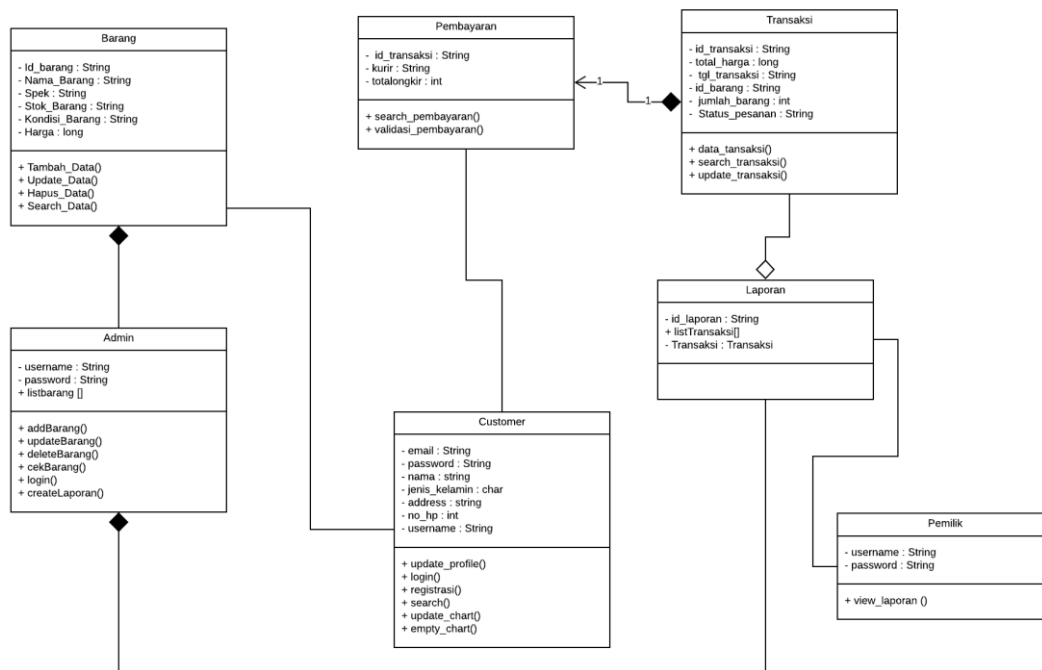 Barang
- Id_barang : String
- Nama_Barang : String
- Spek : String
- Stok_Barang : String
- Kondisi_Barang : String
- Harga : long
+ Tambah_Data()
+ Update_Data()
+ Hapus_Data()
+ Search_Data()
Pembayaran
- id_transaksi : String
- kurir : String
- totalongkir : int
+ search_pembayaran()
+ validasi_pembayaran()
1
1
Transaksi
- id_transaksi : String
- total_harga : long
- tgl_transaksi : String
- id_barang : String
- jumlah_barang : int
- Status_pesanan : String
+ data_tansaksi()
+ search_transaksi()
+ update_transaksi()
Admin
- username : String
- password : String
+ listbarang []
+ addBarang()
+ updateBarang()
+ deleteBarang()
+ cekBarang()
+ login()
+ createLaporan()
Customer
- email : String
- password : String
- nama : string
- jenis_kelamin : char
- address : string
- no_hp : int
- username : String
+ update_profile()
+ login()
+ registrasi()
+ search()
+ update_chart()
+ empty_chart()
Laporan
- id_laporan : String
+ listTransaksi[]
- Transaksi : Transaksi
Pemilik
- username : String
- password : String
+ view_laporan ()